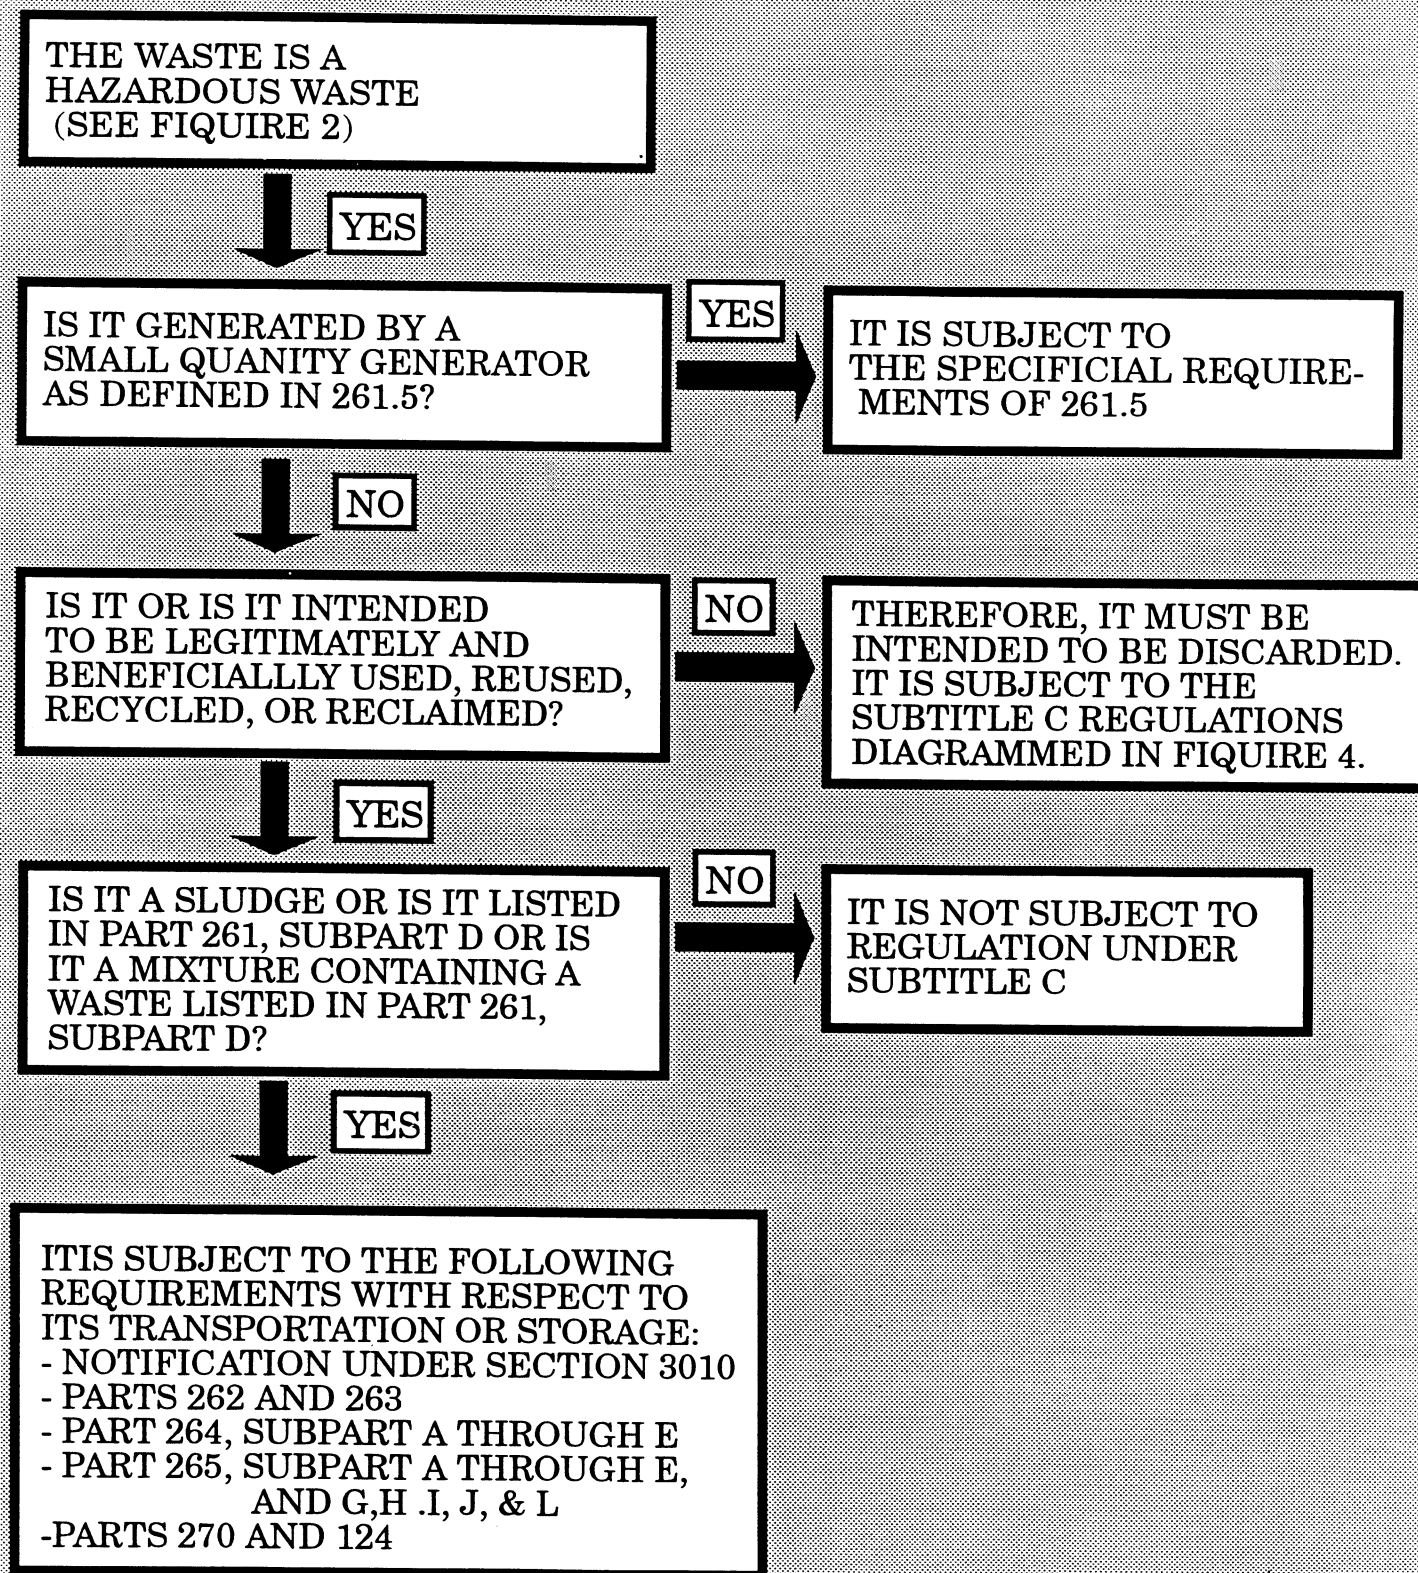 THE WASTE IS A
HAZARDOUS WASTE
(SEE FIQUIRE 2)
YES
IS IT GENERATED BY A
SMALL QUANITY GENERATOR
AS DEFINED IN 261.5?
YES
IT IS SUBJECT TO
THE SPECIFICIAL REQUIRE-
MENTS OF 261.5
NO
IS IT OR IS IT INTENDED
TO BE LEGITIMATELY AND
BENEFICIALLLY USED, REUSED,
RECYCLED, OR RECLAIMED?
NO
THEREFORE, IT MUST BE
INTENDED TO BE DISCARDED.
IT IS SUBJECT TO THE
SUBTITLE C REGULATIONS
DIAGRAMMED IN FIQUIRE 4.
YES
IS IT A SLUDGE OR IS IT LISTED
IN PART 261, SUBPART D OR IS
IT A MIXTURE CONTAINING A
WASTE LISTED IN PART 261,
SUBPART D?
NO
IT IS NOT SUBJECT TO
REGULATION UNDER
SUBTITLE C
YES
ITIS SUBJECT TO THE FOLLOWING
REQUIREMENTS WITH RESPECT TO
ITS TRANSPORTATION OR STORAGE:
- NOTIFICATION UNDER SECTION 3010
- PARTS 262 AND 263
- PART 264, SUBPART A THROUGH E
- PART 265, SUBPART A THROUGH E,
AND G,H .I, J, & L
-PARTS 270 AND 124